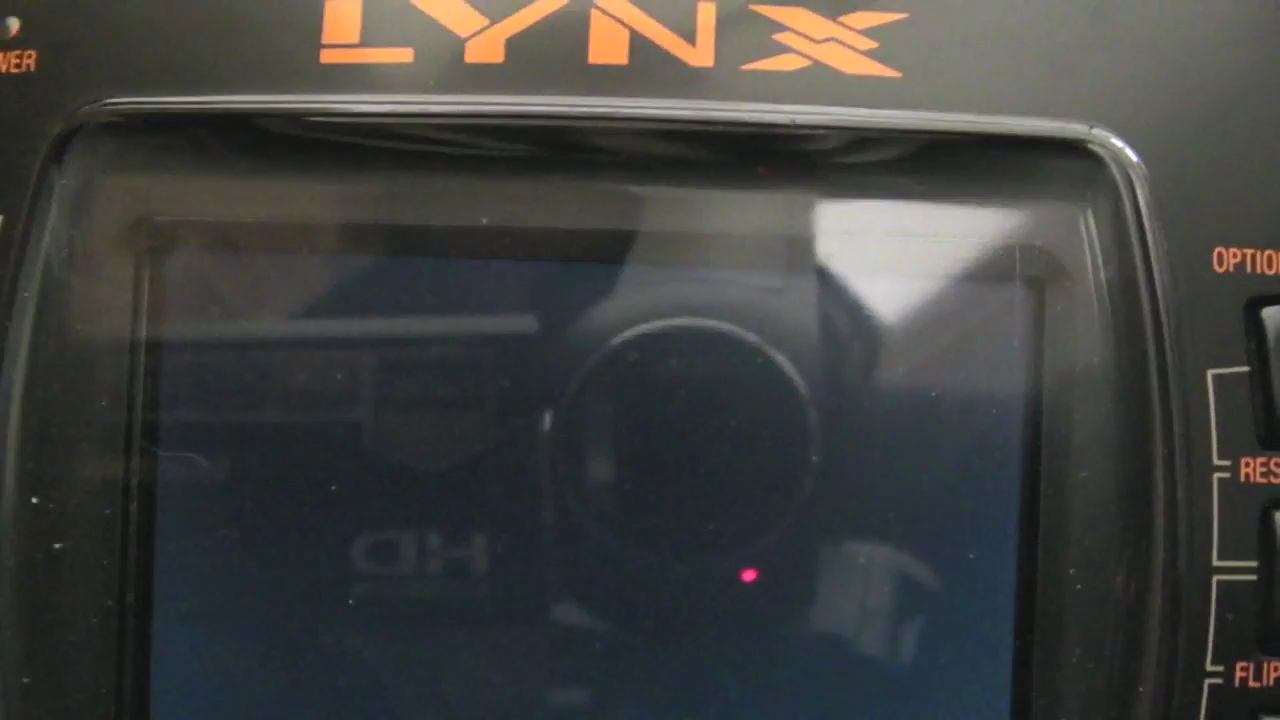 LYNX
WER
OPTIO
RES
HD
FLIP